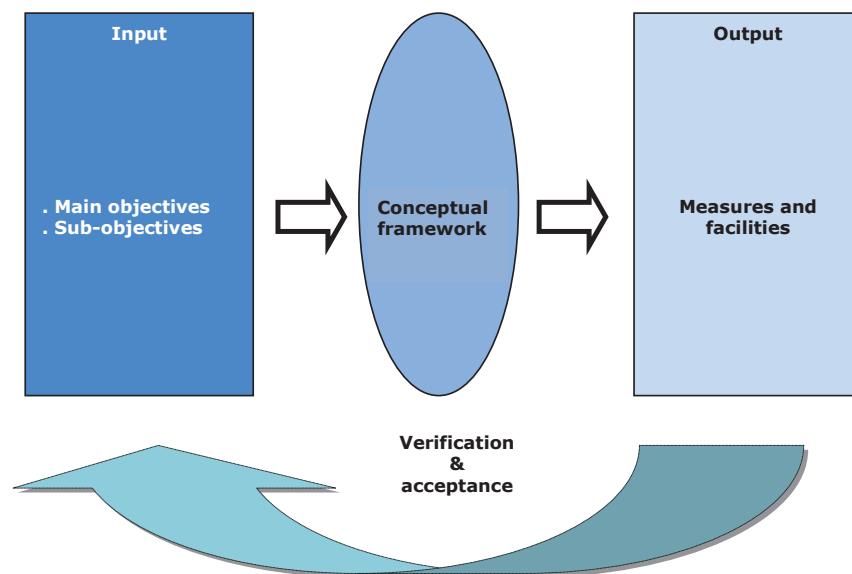 Input
. Main objectives
. Sub-objectives
Conceptual
framework
Output
Measures and
facilities
Verification
&
acceptance